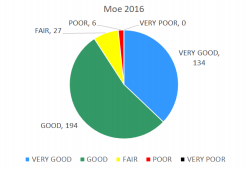 Moe 2016
POOR, 6
VERY POOR, 0
FAIR, 27
VERY GOOD,
134
GOOD, 194
VERY GOOD GOOD FAIR POOR VERY POOR